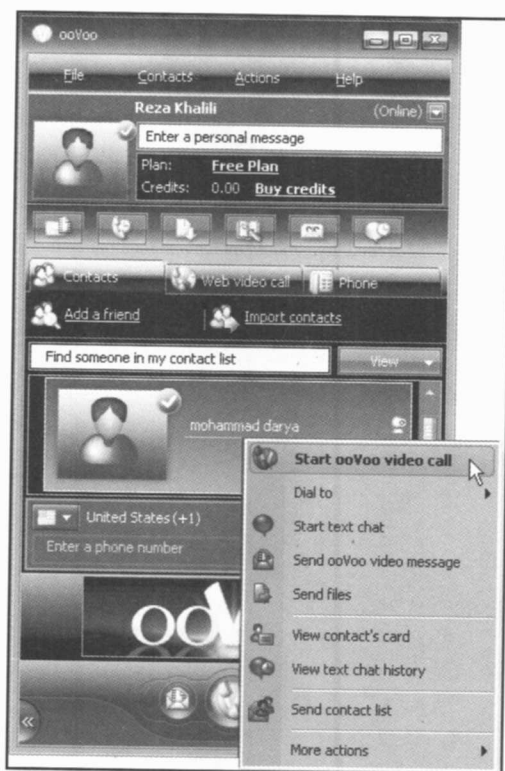 ooVoo
File Contacts Actions Help
Reza Khalili (Online)
Enter a personal message
Plan: Free Plan
Credits: 0.00 Buy credits
Contacts Web video call Phone
Add a friend Import contacts
Find someone in my contact list View
mohammad darya
Start ooVoo video call
Dial to
Start text chat
Send ooVoo video message
Send files
View contact's card
View text chat history
Send contact list
More actions
United States (+1)
Enter a phone number
ooV